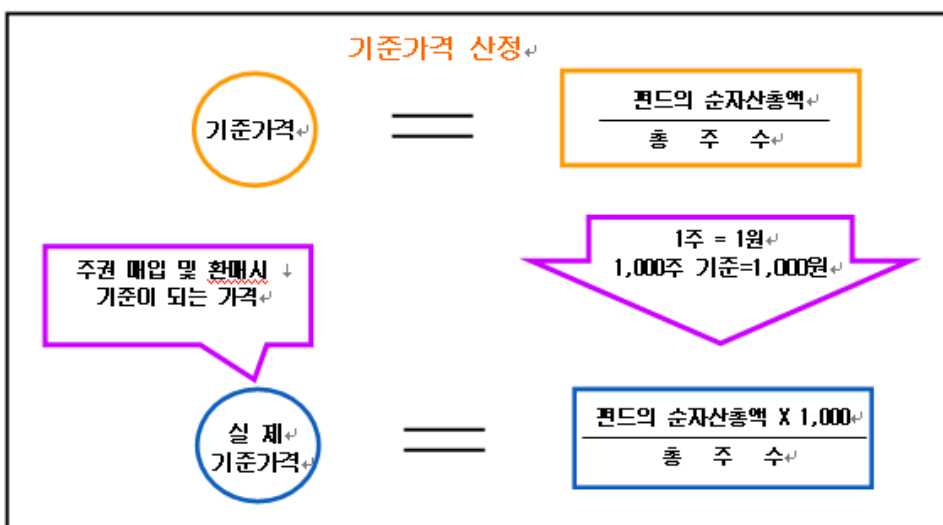 기준가격 산정
기준가격
펀드의 순자산총액
총 주 수
1주 = 1원
1,000주 기준=1,000원
주권 매입 및 환매시
기준이 되는 가격
실 제
기준가격
펀드의 순자산총액 X 1,000
총 주 수